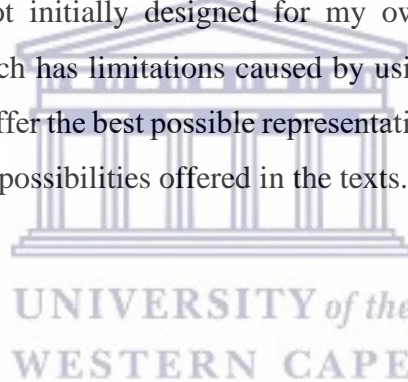 ot initially designed for my ow
ch has limitations caused by usi
ffer the best possible representati
possibilities offered in the texts.
UNIVERSITY of the
WESTERN CAPE